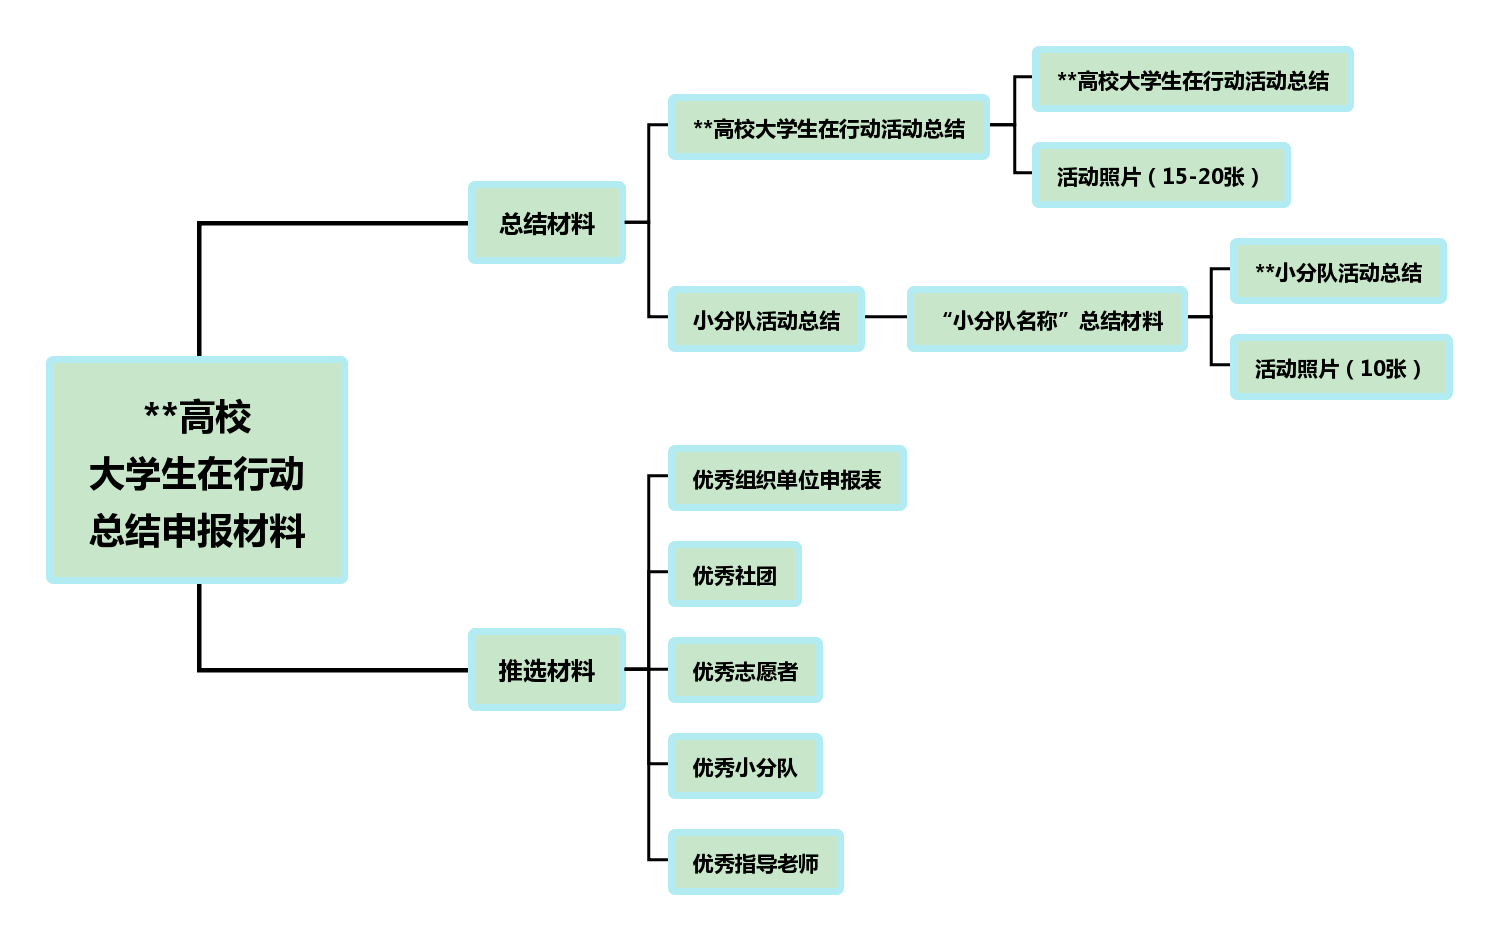 **高校
大学生在行动
总结申报材料
总结材料
**高校大学生在行动活动总结
**高校大学生在行动活动总结
活动照片（15-20张）
小分队活动总结
“小分队名称”总结材料
**小分队活动总结
活动照片（10张）
推选材料
优秀组织单位申报表
优秀社团
优秀志愿者
优秀小分队
优秀指导老师